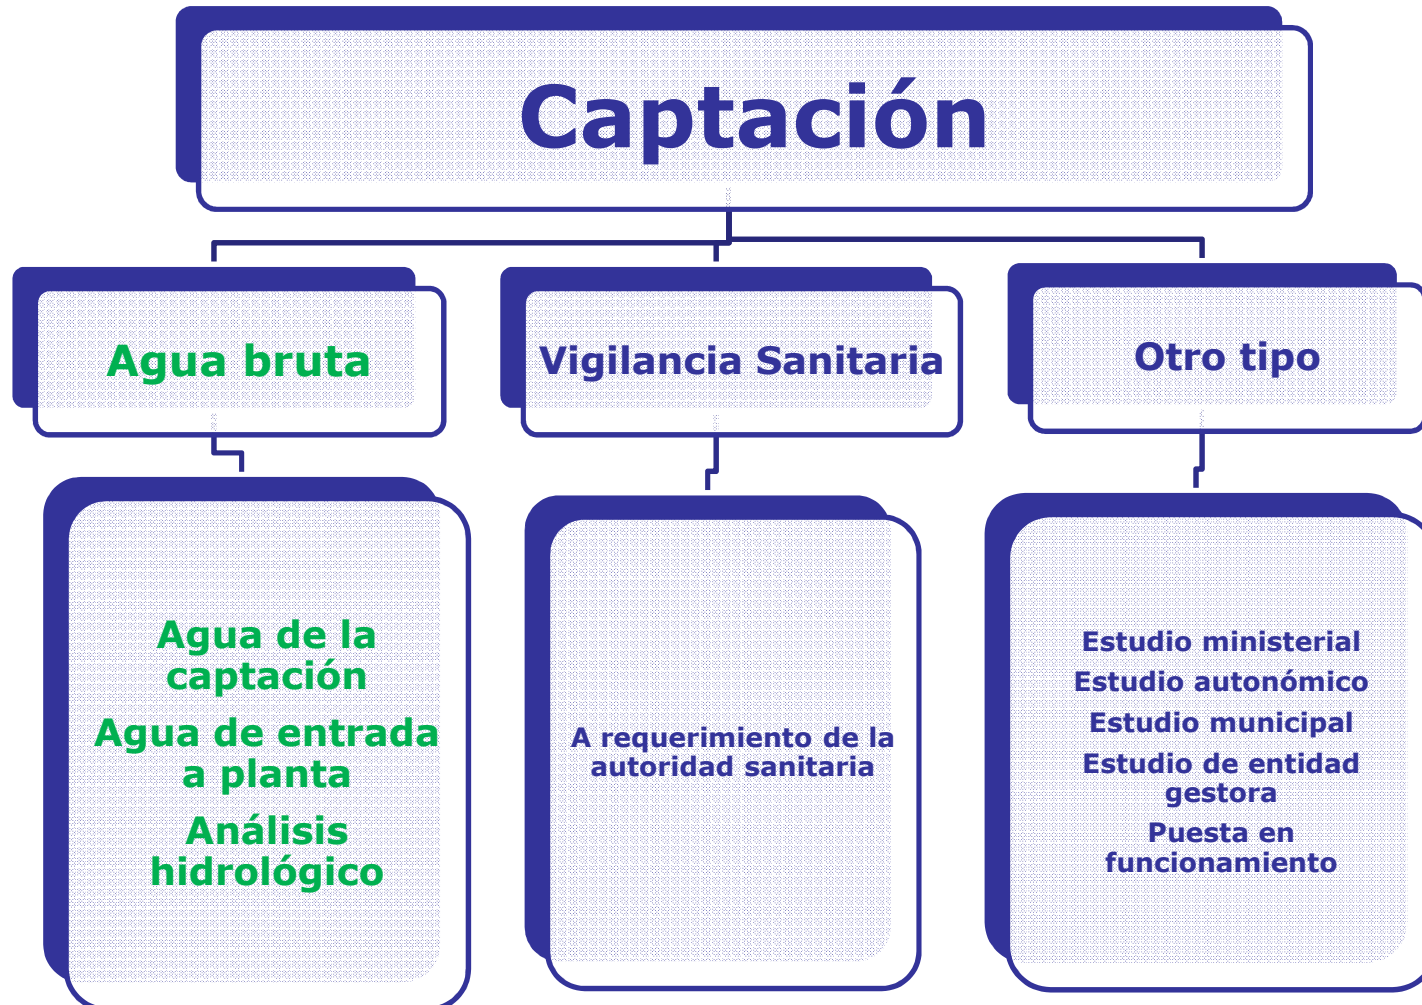 Captación
Agua bruta
Vigilancia Sanitaria
Otro tipo
Agua de la
captación
Agua de entrada
a planta
Análisis
hidrológico
A requerimiento de la
autoridad sanitaria
Estudio ministerial
Estudio autonómico
Estudio municipal
Estudio de entidad
gestora
Puesta en
funcionamiento